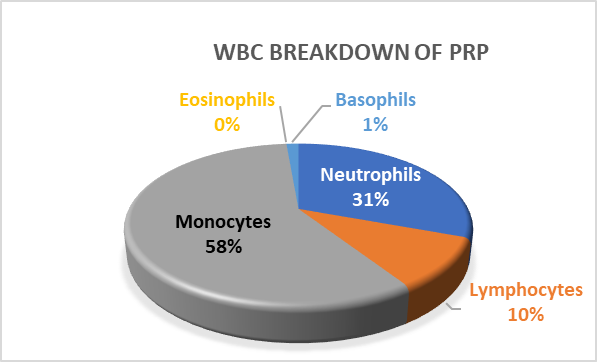 WBC BREAKDOWN OF PRP
Eosinophils
0%
Basophils
1%
Neutrophils
31%
Monocytes
58%
Lymphocytes
10%